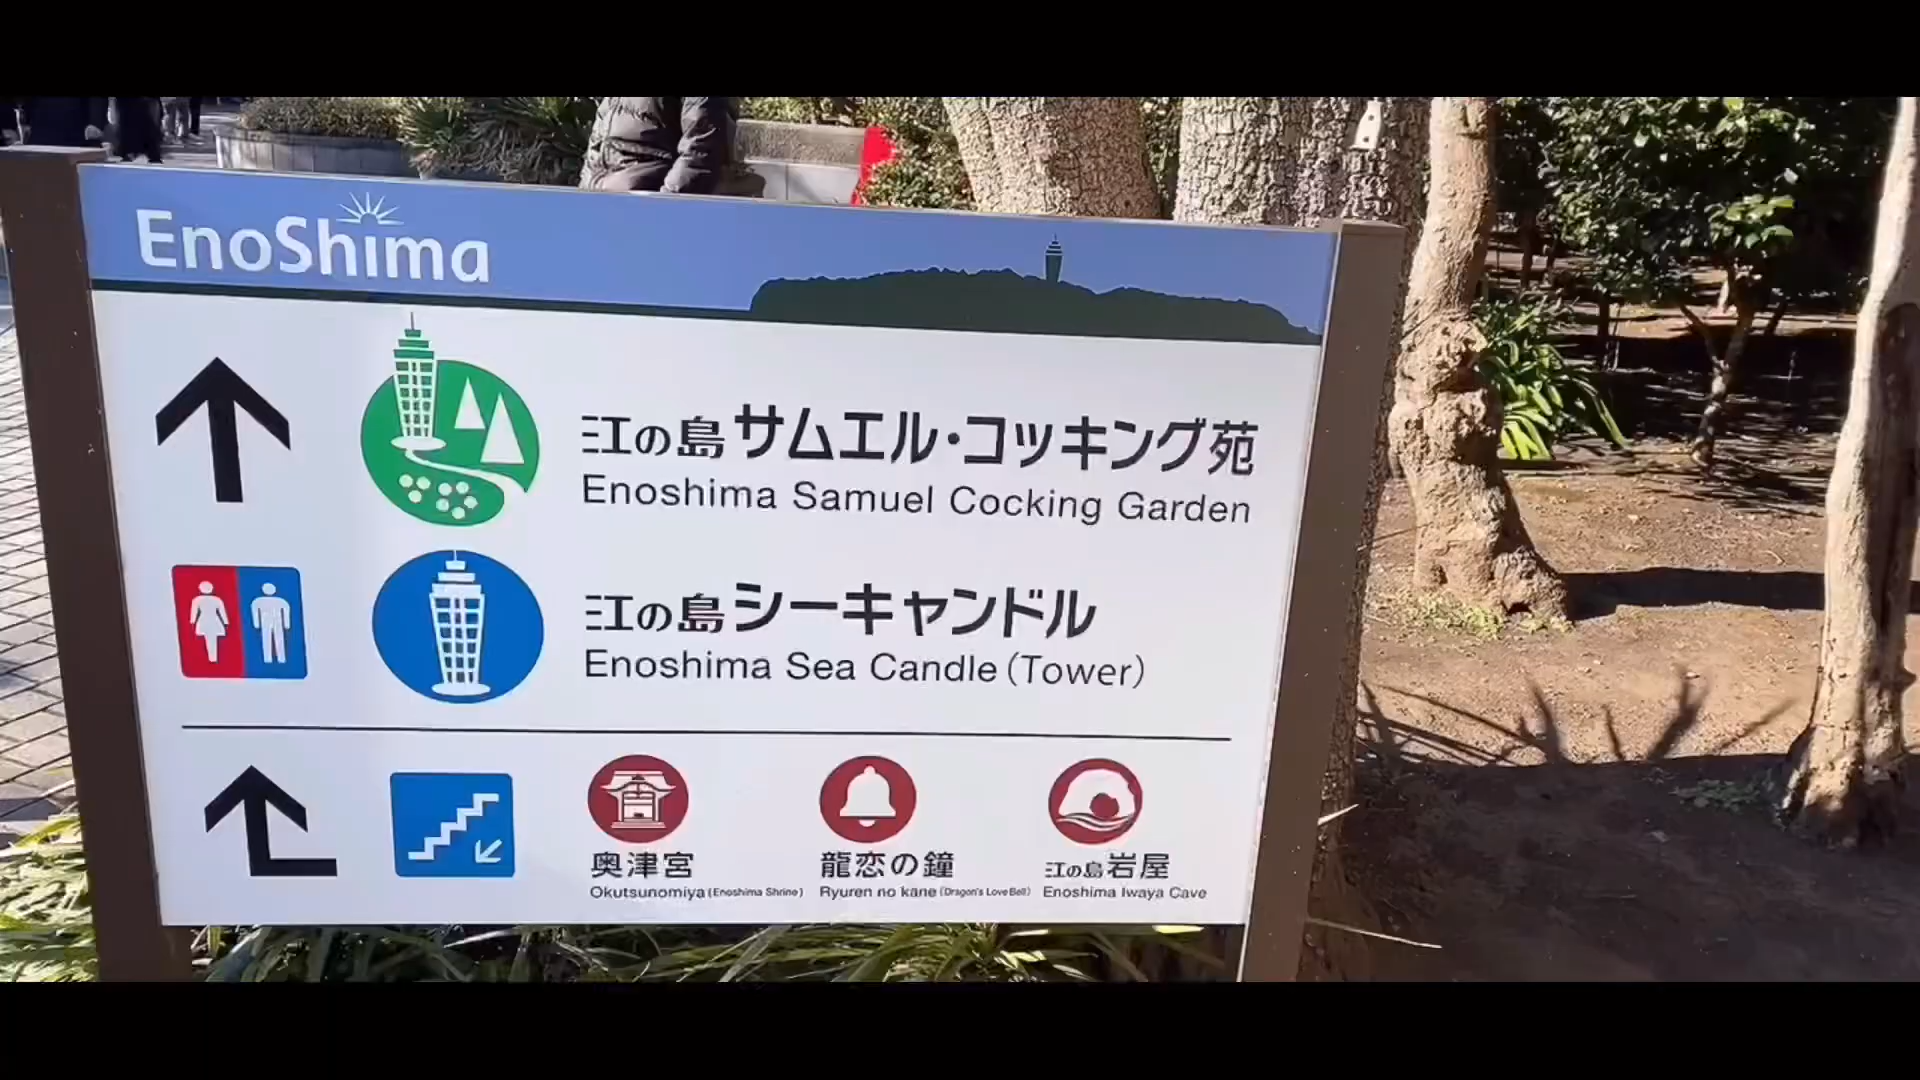 EnoShima
江の島サムエル・コッキング苑
Enoshima Samuel Cocking Garden
江の島シーキャンドル
Enoshima Sea Candle (Tower)
奥津宮
Okutsunomiya (Enoshima Shrine)
龍恋の鐘
Ryuren no kane (Dragon's Love Bell)
江の島岩屋
Enoshima Iwaya Cave